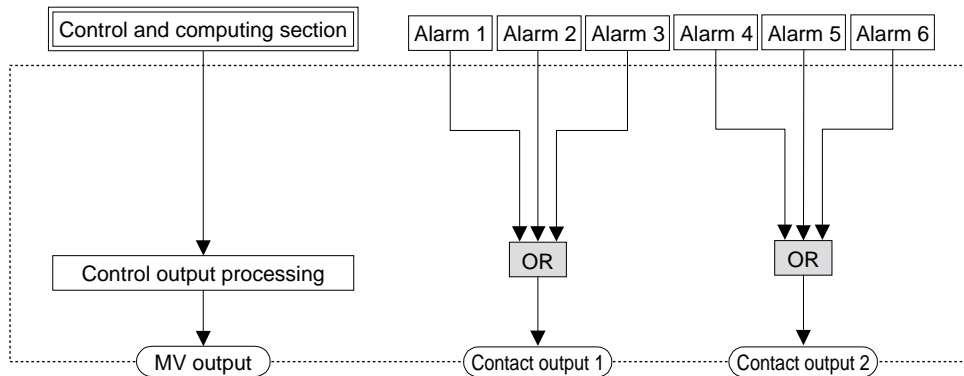 Control and computing section
Alarm 1
Alarm 2
Alarm 3
Alarm 4
Alarm 5
Alarm 6
OR
OR
Control output processing
MV output
Contact output 1
Contact output 2